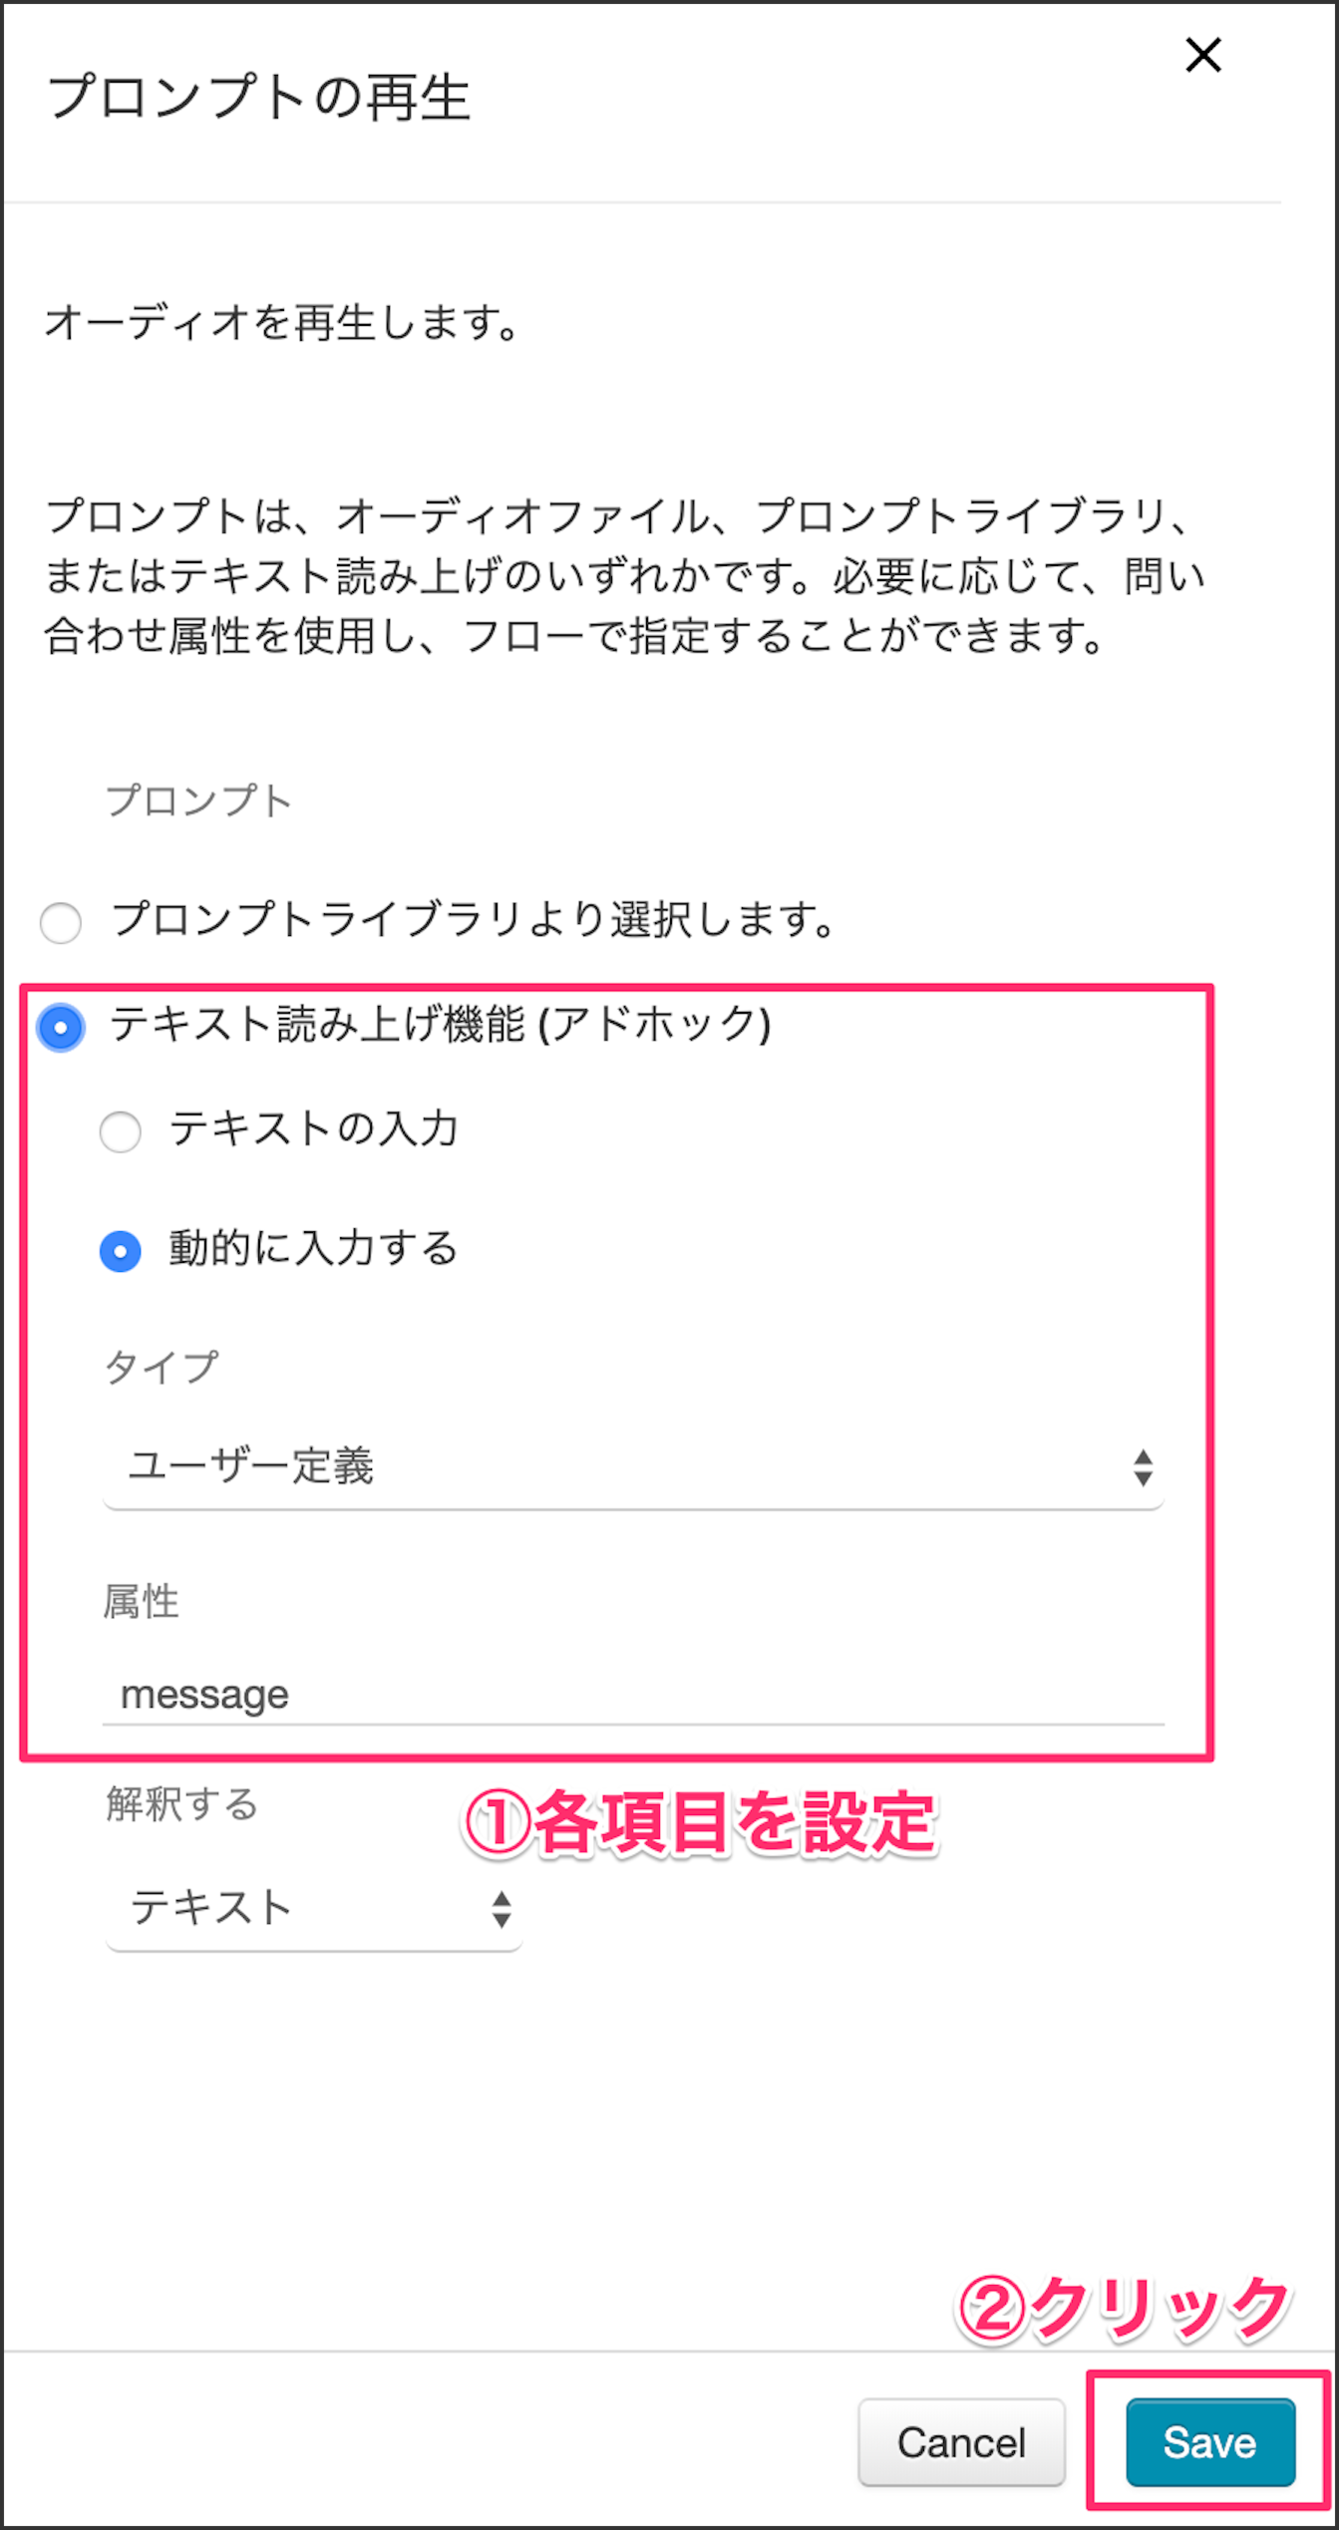 プロンプトの再生
オーディオを再生します。
プロンプトは、オーディオファイル、プロンプトライブラリ、
またはテキスト読み上げのいずれかです。必要に応じて、問い
合わせ属性を使用し、フローで指定することができます。
プロンプト
プロンプトライブラリより選択します。
テキスト読み上げ機能 (アドホック)
テキストの入力
動的に入力する
タイプ
ユーザー定義
属性
message
解釈する
①各項目を設定
テキスト
②クリック
Cancel
Save